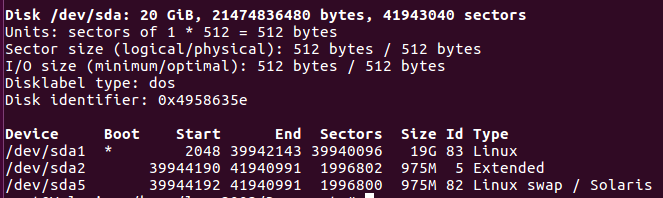 Disk /dev/sda: 20 GiB, 21474836480 bytes, 41943040 sectors
Units: sectors of 1 * 512 = 512 bytes
Sector size (logical/physical): 512 bytes / 512 bytes
I/O size (minimum/optimal): 512 bytes / 512 bytes
Disklabel type: dos
Disk identifier: 0x4958635e

Device     Boot    Start      End  Sectors  Size Id Type
/dev/sda1  *        2048 39942143 39940096   19G 83 Linux
/dev/sda2       39944190 41940991  1996802  975M  5 Extended
/dev/sda5       39944192 41940991  1996800  975M 82 Linux swap / Solaris